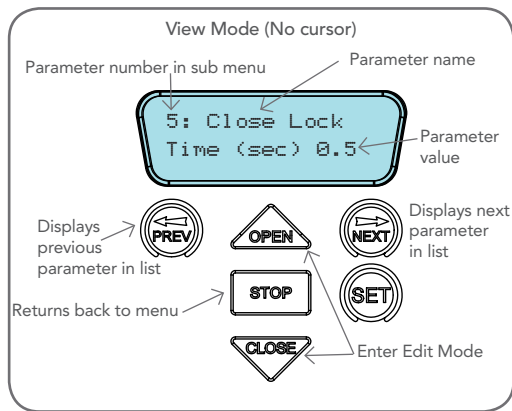 View Mode (No cursor)
Parameter number in sub menu
Parameter name
5: Close Lock
Time (sec) 0.5
Parameter
value
Displays
previous
parameter in list
PREV
OPEN
NEXT
Displays next
parameter
in list
Returns back to menu
STOP
SET
CLOSE
Enter Edit Mode